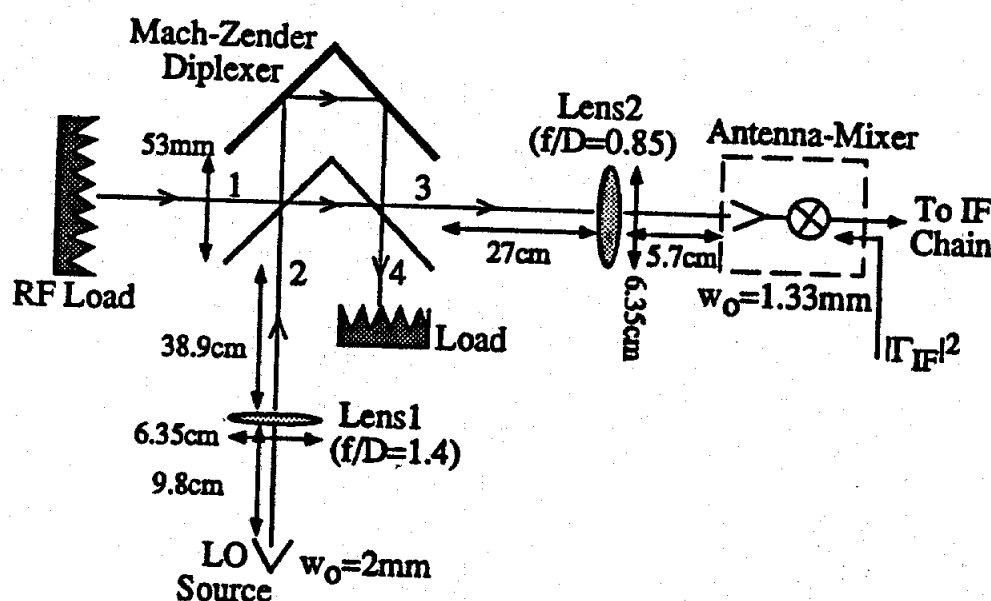 Mach-Zender
Diplexer
53mm
1
3
2
4
RF Load
Load
38.9cm
6.35cm
9.8cm
Lens1
(f/D=1.4)
LO
Source
wo=2mm
Lens2
(f/D=0.85)
27cm
5.7cm
6.35cm
Antenna-Mixer
To IF
Chain
wo=1.33mm
|ΓIF|2